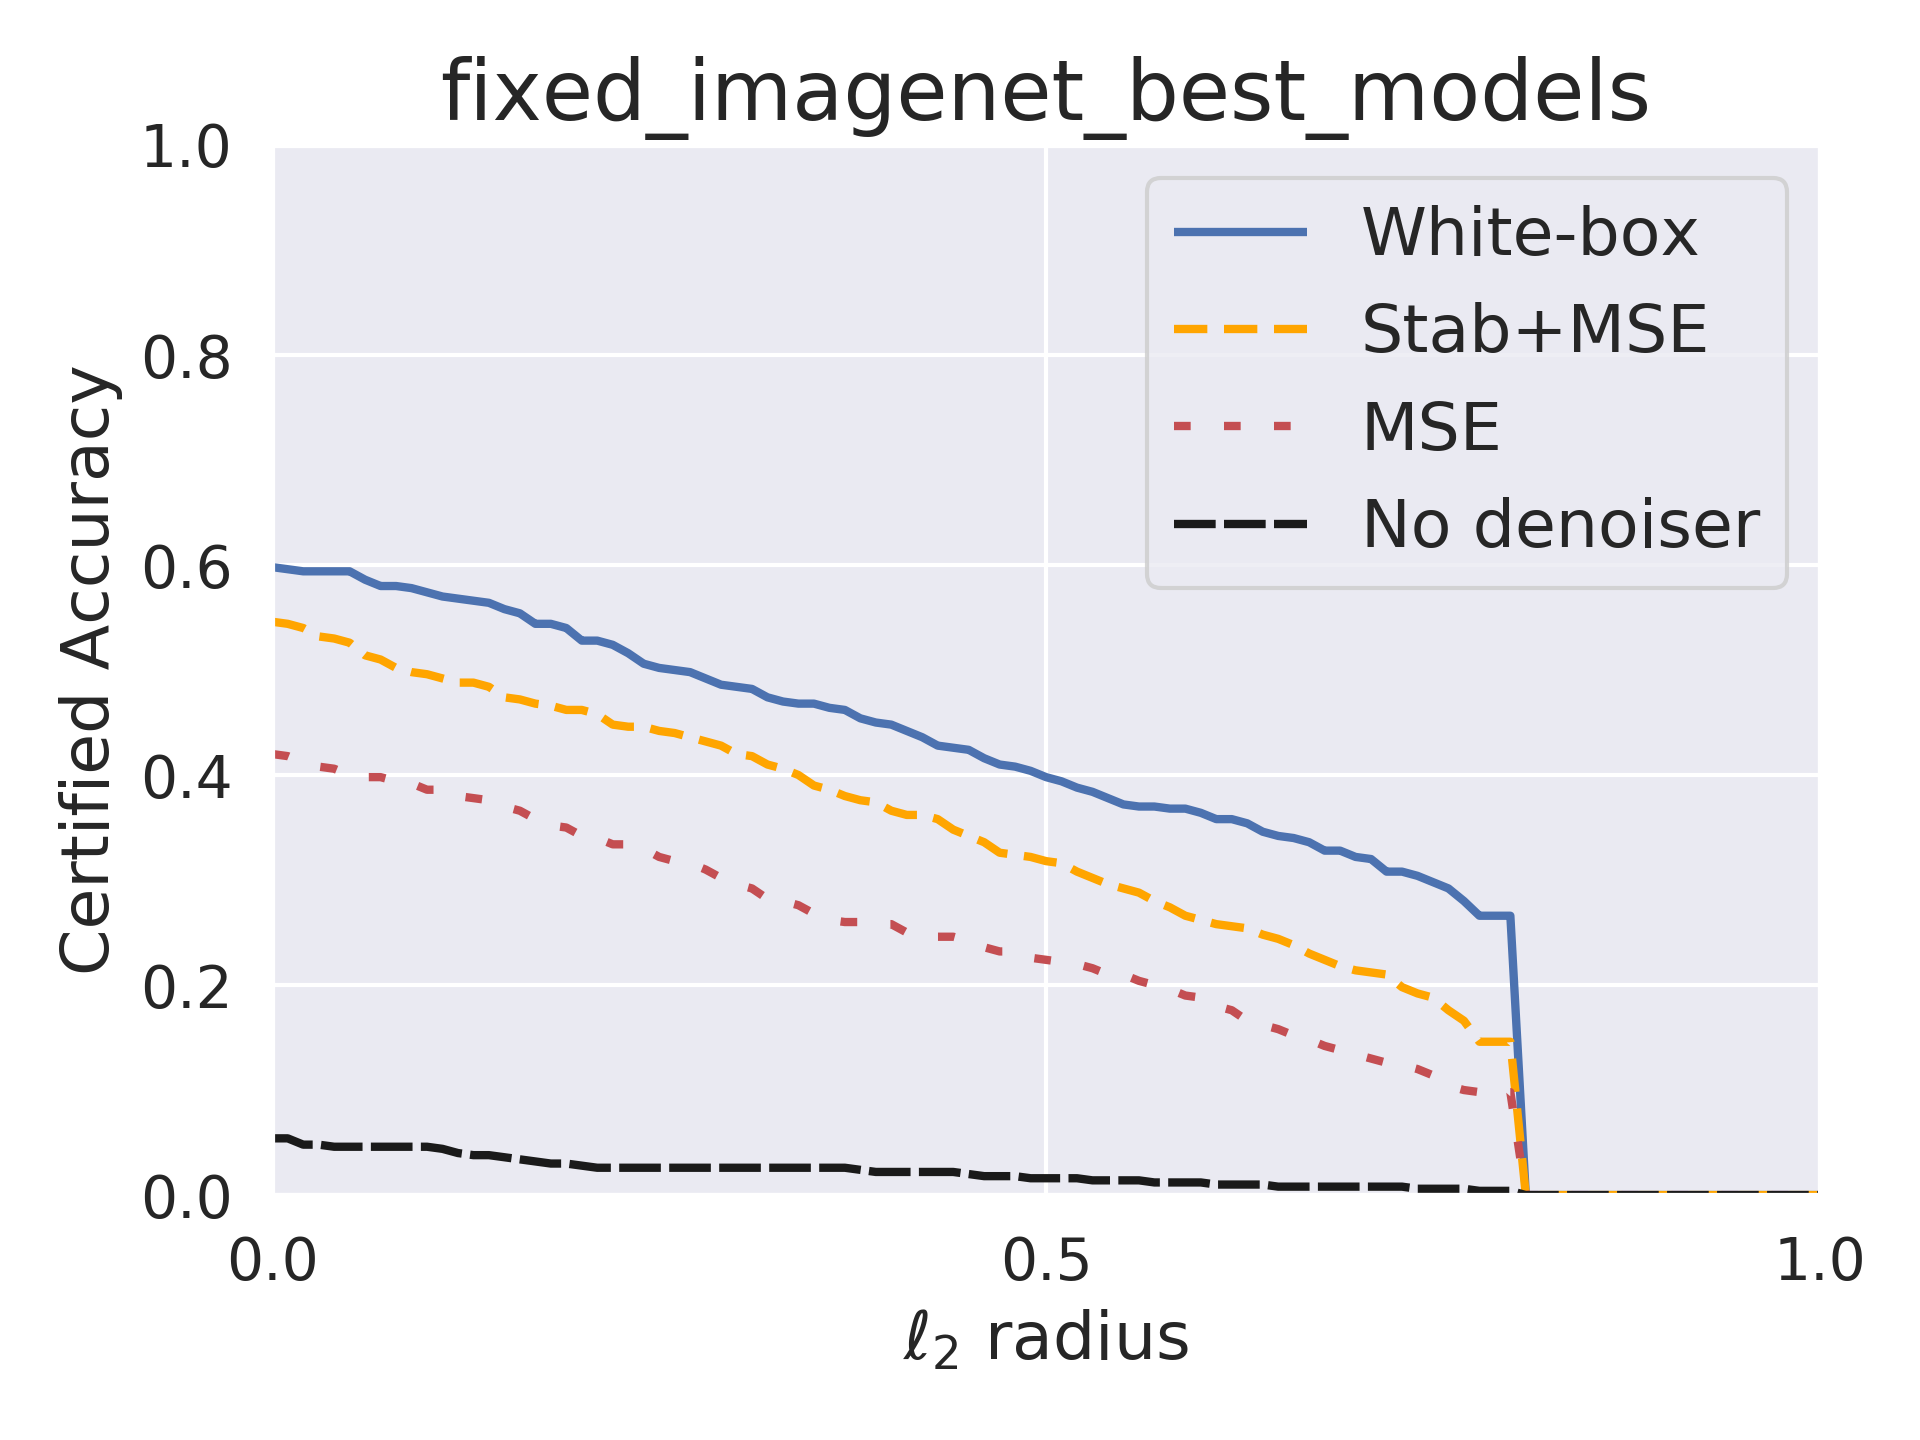 fixed_imagenet_best_models
1.0
0.8
0.6
0.4
0.2
0.0
Certified Accuracy
White-box
Stab+MSE
MSE
No denoiser
0.0 0.5 1.0
ℓ₂ radius